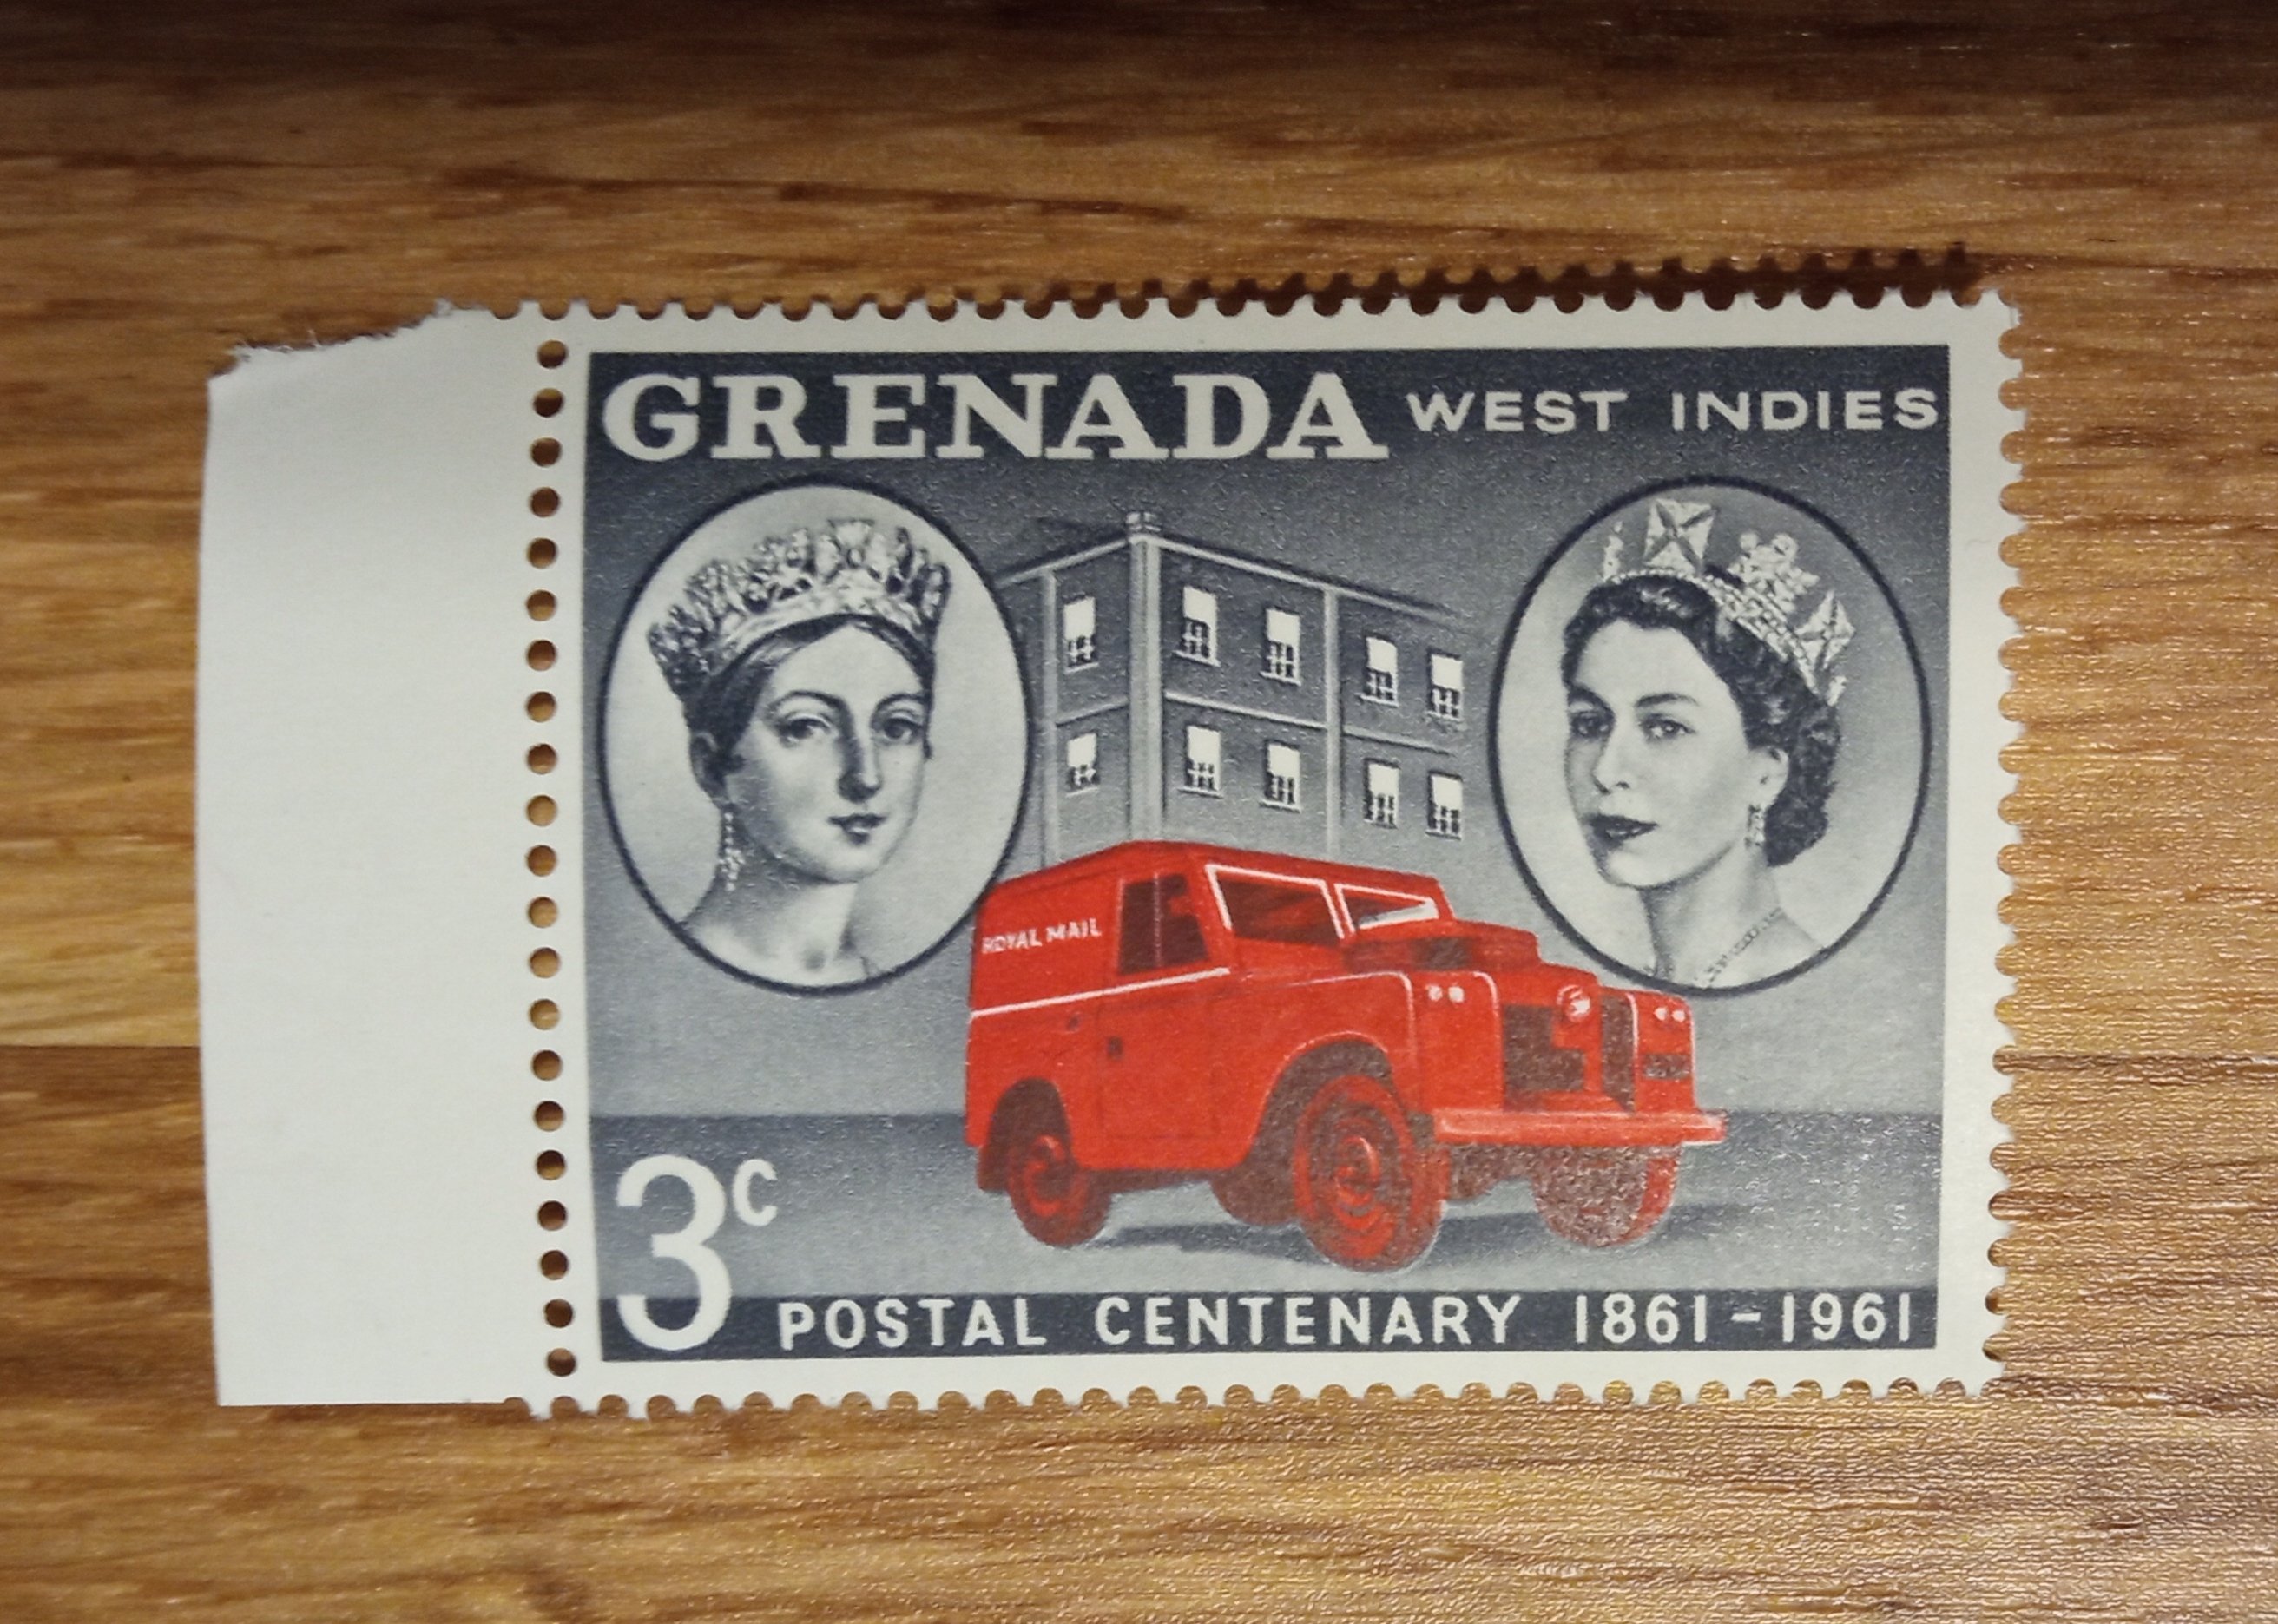 GRENADA WEST INDIES
ROYAL MAIL
3c
POSTAL CENTENARY 1861-1961